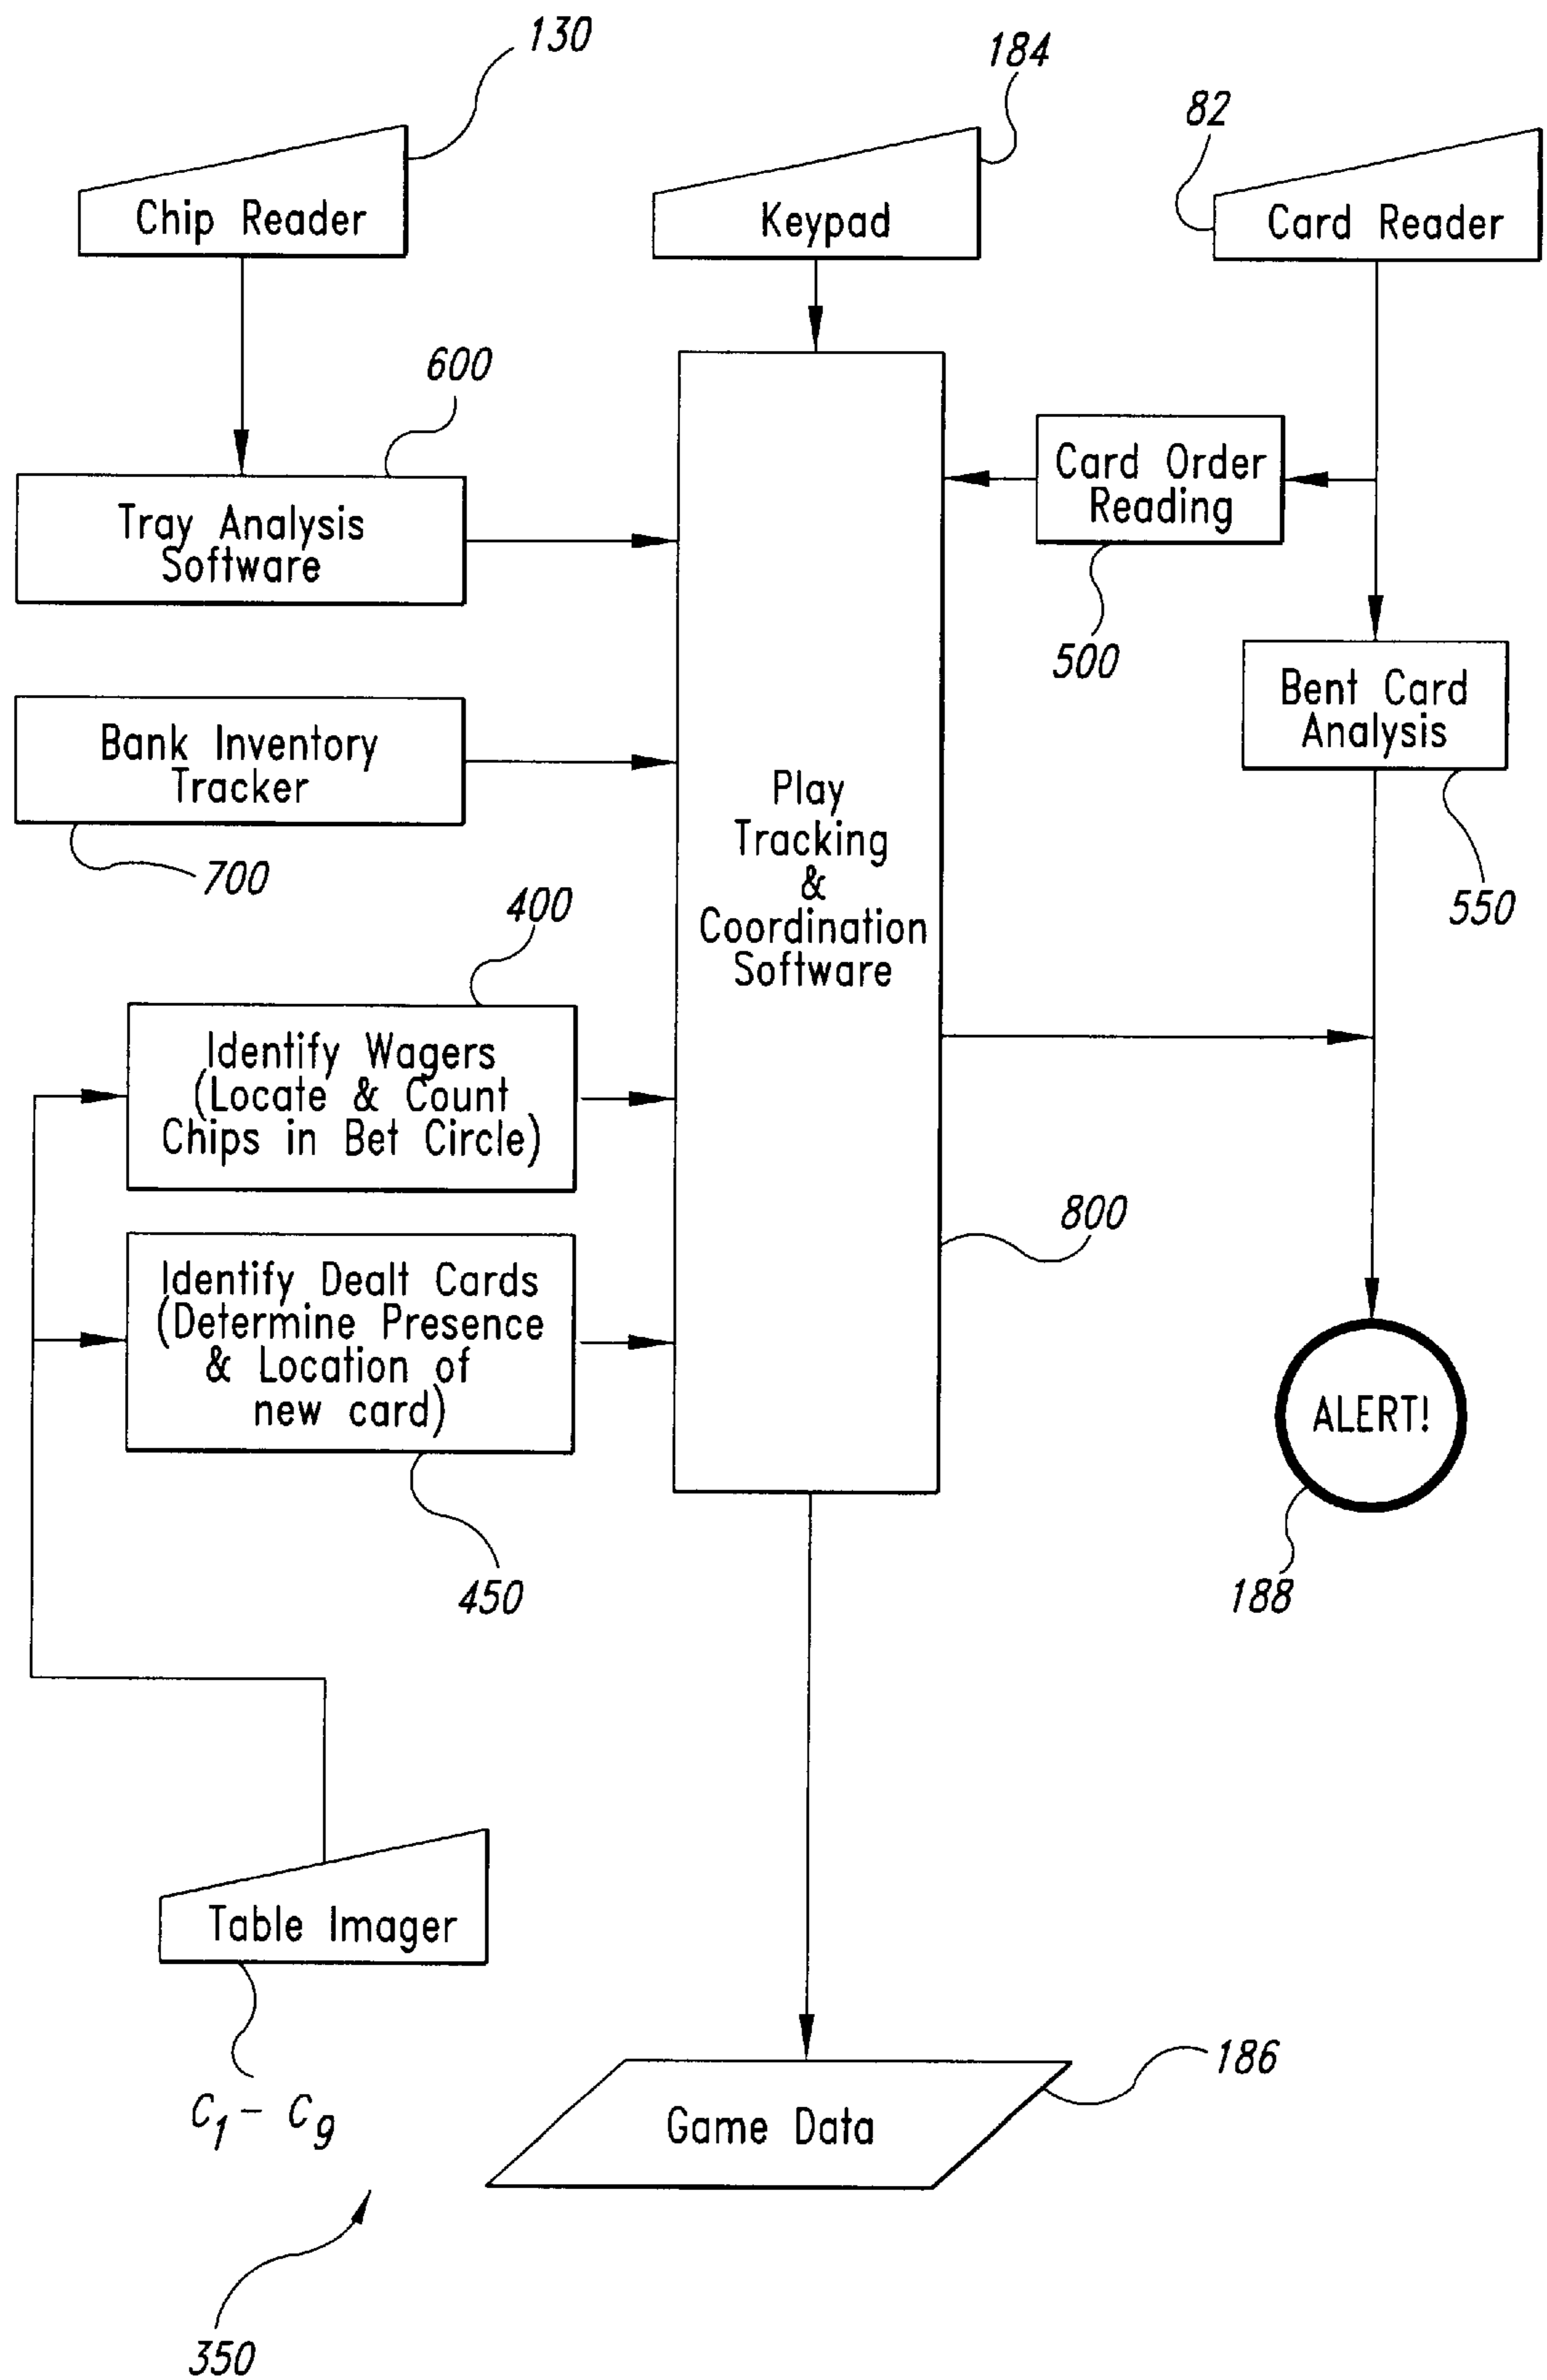 130
184
82
Chip Reader
Keypad
Card Reader
600
Tray Analysis
Software
Card Order
Reading
500
Bank Inventory
Tracker
700
Bent Card
Analysis
550
Play
Tracking
&
Coordination
Software
400
Identify Wagers
(Locate & Count
Chips in Bet Circle)
800
Identify Dealt Cards
(Determine Presence
& Location of
new card)
450
ALERT!
188
Table Imager
C1 - C9
186
Game Data
350